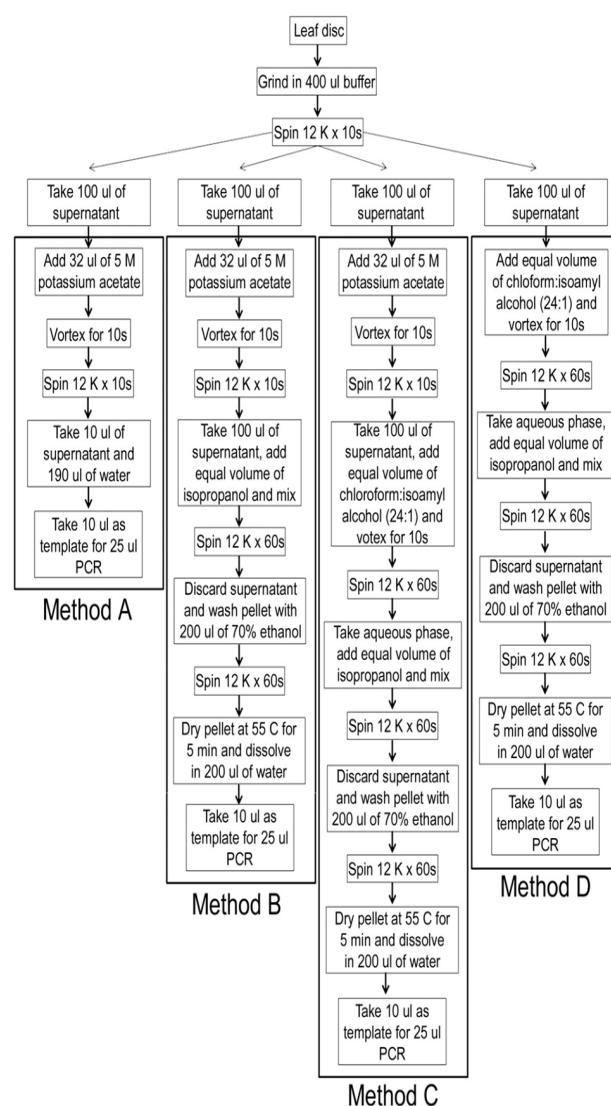 Leaf disc
Grind in 400 ul buffer
Spin 12 K x 10s
Take 100 ul of
supernatant
Add 32 ul of 5 M
potassium acetate
Vortex for 10s
Spin 12 K x 10s
Take 10 ul of
supernatant and
190 ul of water
Take 10 ul as
template for 25 ul
PCR
Method A
Take 100 ul of
supernatant
Add 32 ul of 5 M
potassium acetate
Vortex for 10s
Spin 12 K x 10s
Take 100 ul of
supernatant, add
equal volume of
isopropanol and mix
Spin 12 K x 60s
Discard supernatant
and wash pellet with
200 ul of 70% ethanol
Spin 12 K x 60s
Dry pellet at 55 C for
5 min and dissolve
in 200 ul of water
Take 10 ul as
template for 25 ul
PCR
Method B
Take 100 ul of
supernatant
Add 32 ul of 5 M
potassium acetate
Vortex for 10s
Spin 12 K x 10s
Take 100 ul of
supernatant, add
equal volume of
chloroform:isoamyl
alcohol (24:1) and
votex for 10s
Spin 12 K x 60s
Take aqueous phase,
add equal volume of
isopropanol and mix
Spin 12 K x 60s
Discard supernatant
and wash pellet with
200 ul of 70% ethanol
Spin 12 K x 60s
Dry pellet at 55 C for
5 min and dissolve
in 200 ul of water
Take 10 ul as
template for 25 ul
PCR
Method C
Take 100 ul of
supernatant
Add equal volume
of chloform:isoamyl
alcohol (24:1) and
vortex for 10s
Spin 12 K x 60s
Take aqueous phase,
add equal volume of
isopropanol and mix
Spin 12 K x 60s
Discard supernatant
and wash pellet with
200 ul of 70% ethanol
Spin 12 K x 60s
Dry pellet at 55 C for
5 min and dissolve
in 200 ul of water
Take 10 ul as
template for 25 ul
PCR
Method D